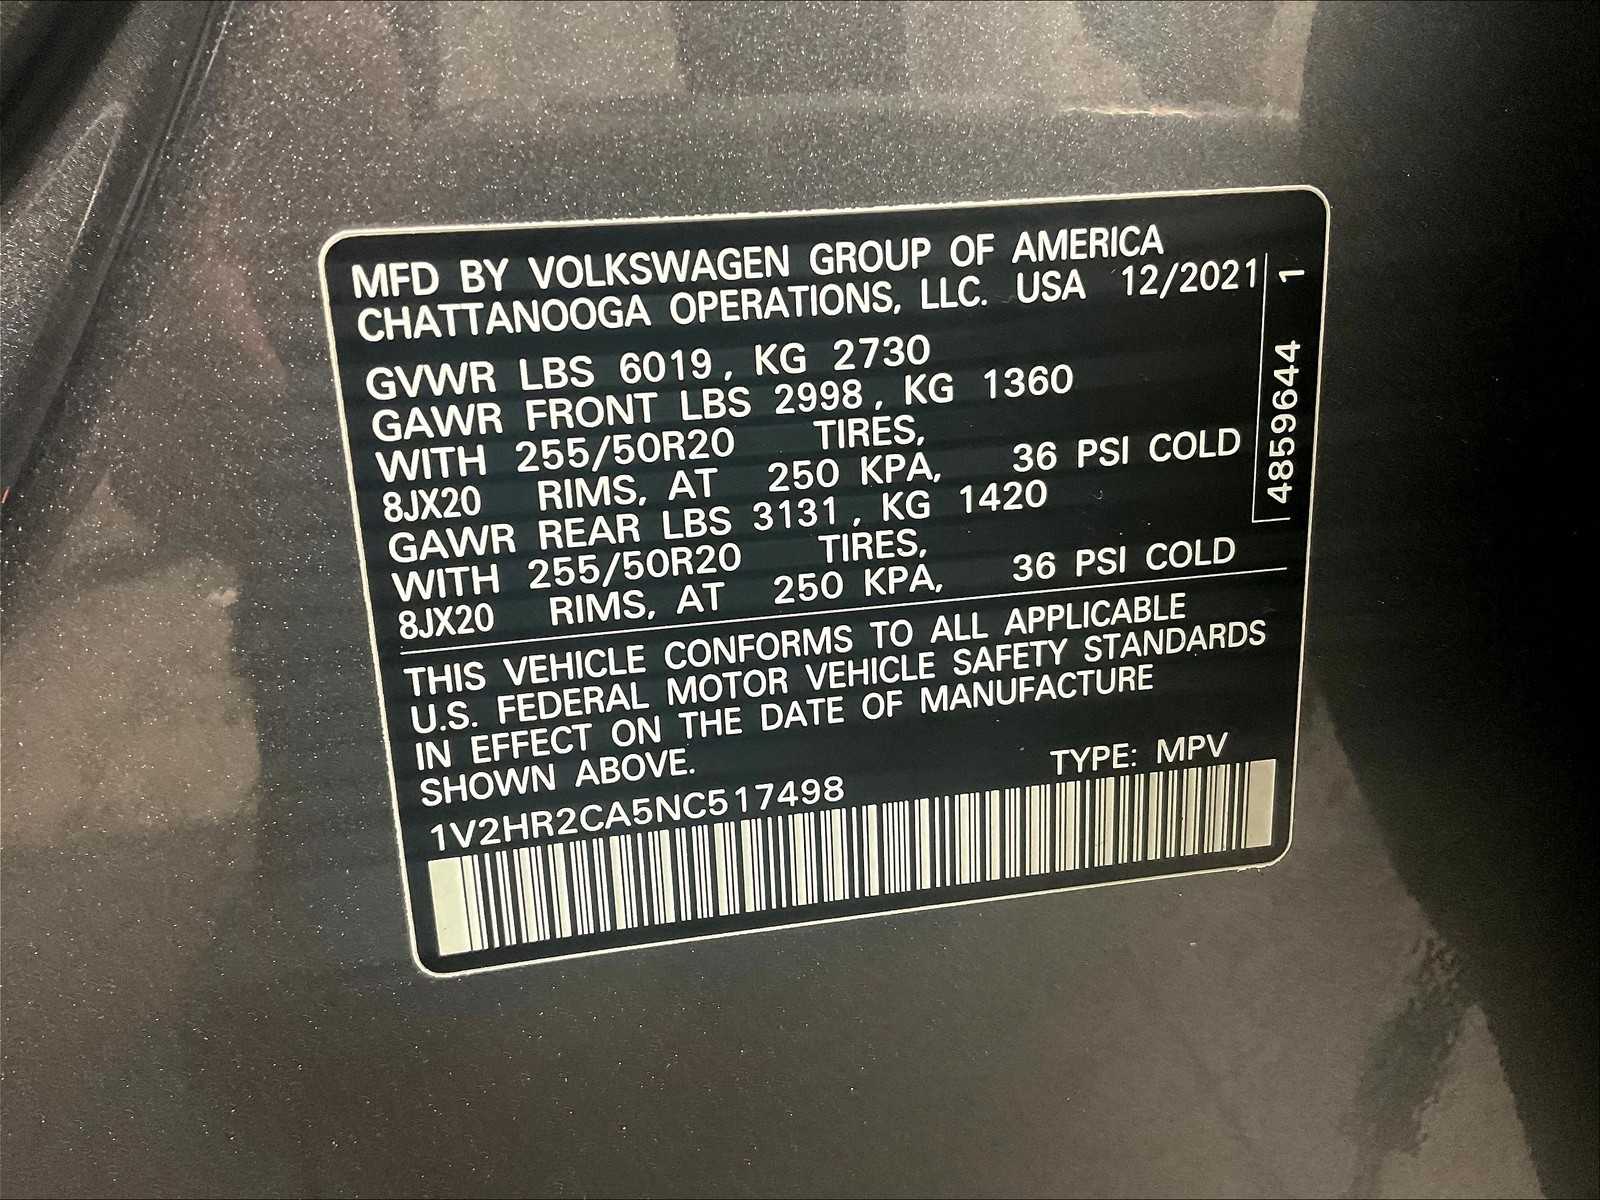 MFD BY VOLKSWAGEN GROUP OF AMERICA
CHATTANOOGA OPERATIONS, LLC. USA 12/2021
GVWR LBS 6019, KG 2730
GAWR FRONT LBS 2998, KG 1360
WITH 255/50R20 TIRES,
8JX20 RIMS, AT 250 KPA, 36 PSI COLD
GAWR REAR LBS 3131, KG 1420
WITH 255/50R20 TIRES,
8JX20 RIMS, AT 250 KPA, 36 PSI COLD
THIS VEHICLE CONFORMS TO ALL APPLICABLE
U.S. FEDERAL MOTOR VEHICLE SAFETY STANDARDS
IN EFFECT ON THE DATE OF MANUFACTURE
SHOWN ABOVE.
TYPE: MPV
1V2HR2CA5NC517498
4859644 1